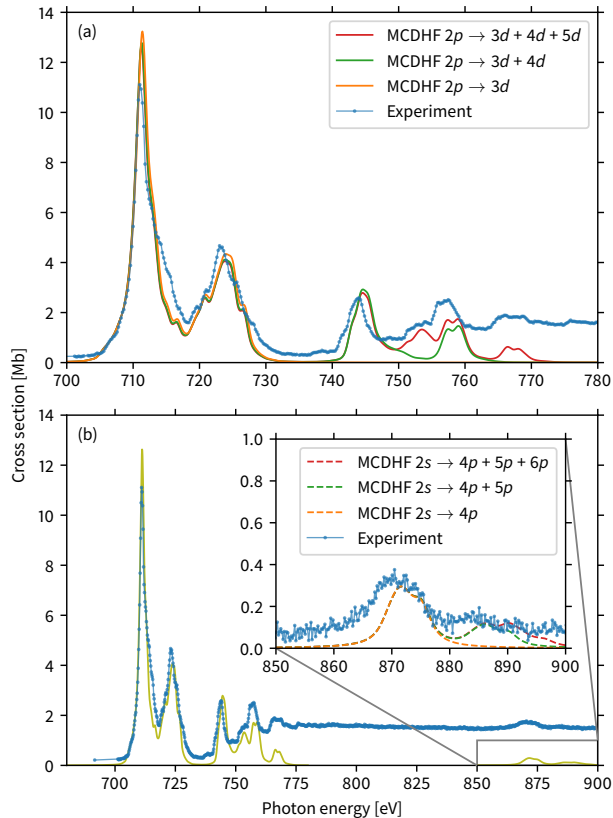 (a)
MCDHF 2p → 3d + 4d + 5d
MCDHF 2p → 3d + 4d
MCDHF 2p → 3d
Experiment
14
12
10
8
6
4
2
0
700 710 720 730 740 750 760 770 780
Cross section [Mb]
(b)
MCDHF 2s → 4p + 5p + 6p
MCDHF 2s → 4p + 5p
MCDHF 2s → 4p
Experiment
1.0
0.8
0.6
0.4
0.2
0.0
850 860 870 880 890 900
14
12
10
8
6
4
2
0
700 725 750 775 800 825 850 875 900
Photon energy [eV]